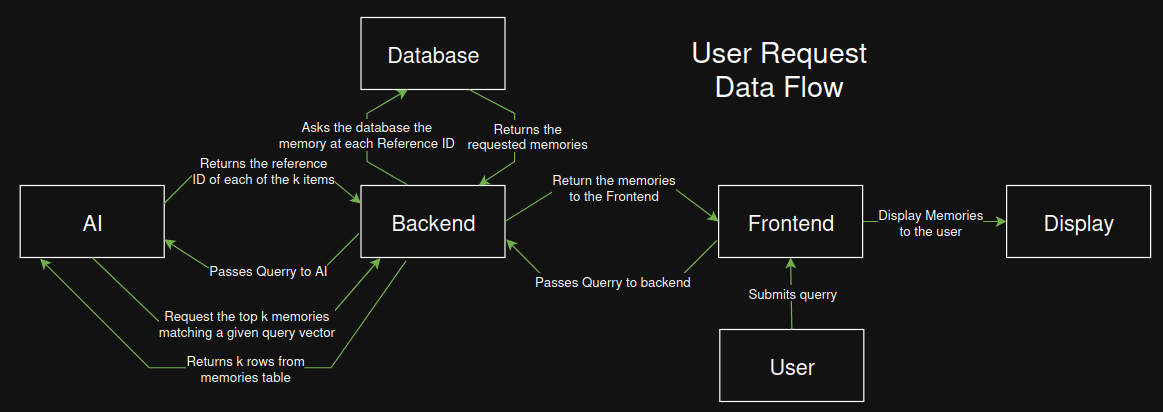 User Request
Data Flow
Database
Asks the database the
memory at each Reference ID
Returns the
requested memories
Returns the reference
ID of each of the k items
Return the memories
to the Frontend
AI
Backend
Frontend
Display Memories
to the user
Display
Passes Querry to AI
Passes Querry to backend
Submits querry
Request the top k memories
matching a given query vector
Returns k rows from
memories table
User